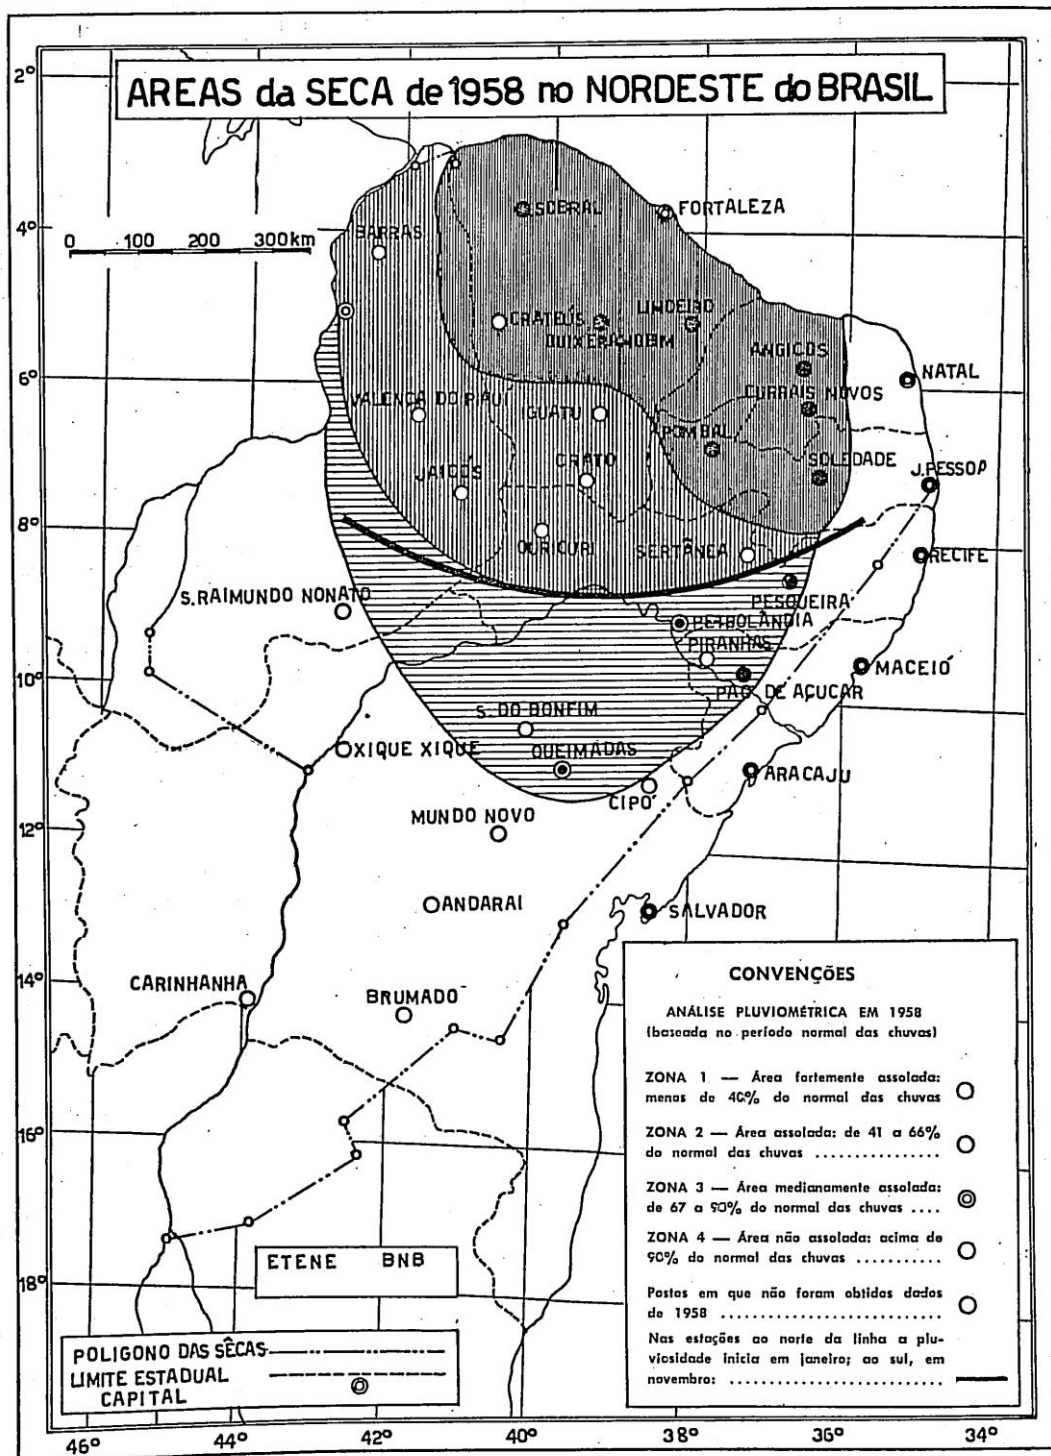 AREAS da SECA de 1958 no NORDESTE do BRASIL
2°
4°
6°
8°
10°
12°
14°
16°
18°
0 100 200 300km
SOBRAL
FORTALEZA
BARRAS
CRATEÚS
LIMOEIRO
QUIXERAMOBIM
ANGICOS
NATAL
VALENÇA DO PIAUÍ
IGUATU
CURRAIS NOVOS
POMBAL
JAICÓS
CRATO
SOLEDADE
J.PESSOA
OURICURI
SERTÂNEA
RECIFE
S.RAIMUNDO NONATO
PESQUEIRA
PETROLÂNDIA
PIRANHAS
MACEIÓ
PÃO DE AÇUCAR
S. DO BONFIM
XIQUE XIQUE
QUEIMADAS
ARACAJU
CIPÓ
MUNDO NOVO
ANDARAI
SALVADOR
CARINHANHA
BRUMADO
CONVENÇÕES
ANÁLISE PLUVIOMÉTRICA EM 1958
(baseada no período normal das chuvas)
ZONA 1 — Área fortemente assolada:
menos de 40% do normal das chuvas
ZONA 2 — Área assolada: de 41 a 66%
do normal das chuvas ...............
ZONA 3 — Área medianamente assolada:
de 67 a 90% do normal das chuvas ....
ZONA 4 — Área não assolada: acima de
90% do normal das chuvas ..........
Postos em que não foram obtidos dados
de 1958 .......................
Nas estações ao norte da linha a plu-
viosidade inicia em janeiro; ao sul, em
novembro: ......................
ETENE BNB
POLIGONO DAS SÊCAS
LIMITE ESTADUAL
CAPITAL
46° 44° 42° 40° 38° 36° 34°